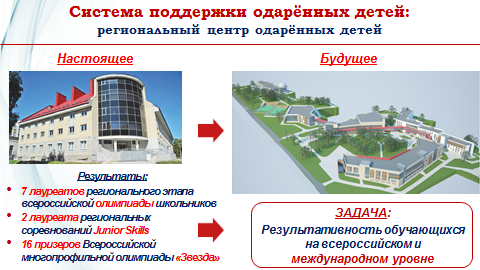 Система поддержки одарённых детей:
региональный центр одарённых детей
Настоящее
Будущее
Результаты:
• 7 лауреатов регионального этапа
всероссийской олимпиады школьников
• 2 лауреата региональных
соревнований Junior Skills
• 16 призеров Всероссийской
многопрофильной олимпиады «Звезда»
ЗАДАЧА:
Результативность обучающихся
на всероссийском и
международном уровне